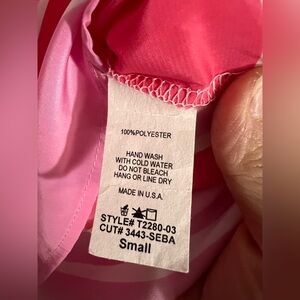 100%POLYESTER
HAND WASH
WITH COLD WATER
DO NOT BLEACH
HANG OR LINE DRY
MADE IN U.S.A.
STYLE# T2280-03
CUT# 3443-SEBA
Small